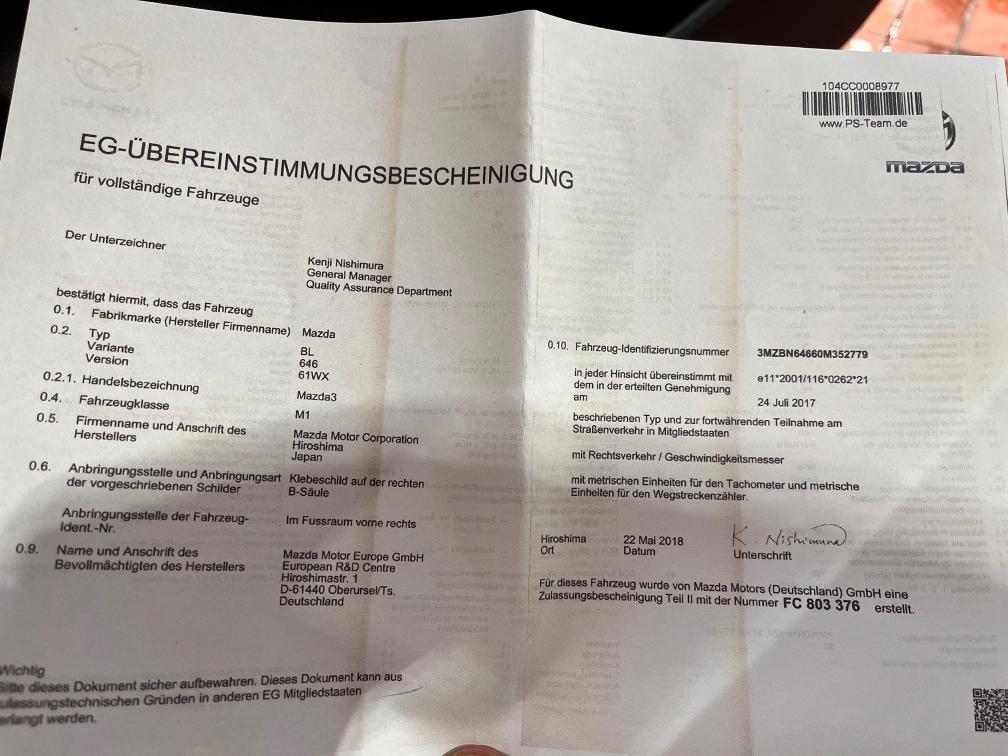 104CC0008977
www.PS-Team.de
mazda
EG-ÜBEREINSTIMMUNGSBESCHEINIGUNG
für vollständige Fahrzeuge
Der Unterzeichner
Kenji Nishimura
General Manager
Quality Assurance Department
bestätigt hiermit, dass das Fahrzeug
0.1. Fabrikmarke (Hersteller Firmenname) Mazda
0.2. Typ BL
Variante 646
Version 61WX
0.2.1. Handelsbezeichnung Mazda3
0.4. Fahrzeugklasse M1
0.5. Firmenname und Anschrift des Mazda Motor Corporation
Herstellers Hiroshima
Japan
0.6. Anbringungsstelle und Anbringungsart Klebeschild auf der rechten
der vorgeschriebenen Schilder B-Säule
Anbringungsstelle der Fahrzeug- Im Fussraum vorne rechts
Ident.-Nr.
0.9. Name und Anschrift des Mazda Motor Europe GmbH
Bevollmächtigten des Herstellers European R&D Centre
Hiroshimastr. 1
D-61440 Oberursel/Ts.
Deutschland
Wichtig
Bitte dieses Dokument sicher aufbewahren. Dieses Dokument kann aus
zulassungstechnischen Gründen in anderen EG Mitgliedstaaten
verlangt werden.
0.10. Fahrzeug-Identifizierungsnummer 3MZBN64660M352779
in jeder Hinsicht übereinstimmt mit e11*2001/116*0262*21
dem in der erteilten Genehmigung
am 24 Juli 2017
beschriebenen Typ und zur fortwährenden Teilnahme am
Straßenverkehr in Mitgliedstaaten
mit Rechtsverkehr / Geschwindigkeitsmesser
mit metrischen Einheiten für den Tachometer und metrische
Einheiten für den Wegstreckenzähler.
Hiroshima 22 Mai 2018 K. Nishimura
Ort Datum Unterschrift
Für dieses Fahrzeug wurde von Mazda Motors (Deutschland) GmbH eine
Zulassungsbescheinigung Teil II mit der Nummer FC 803 376 erstellt.